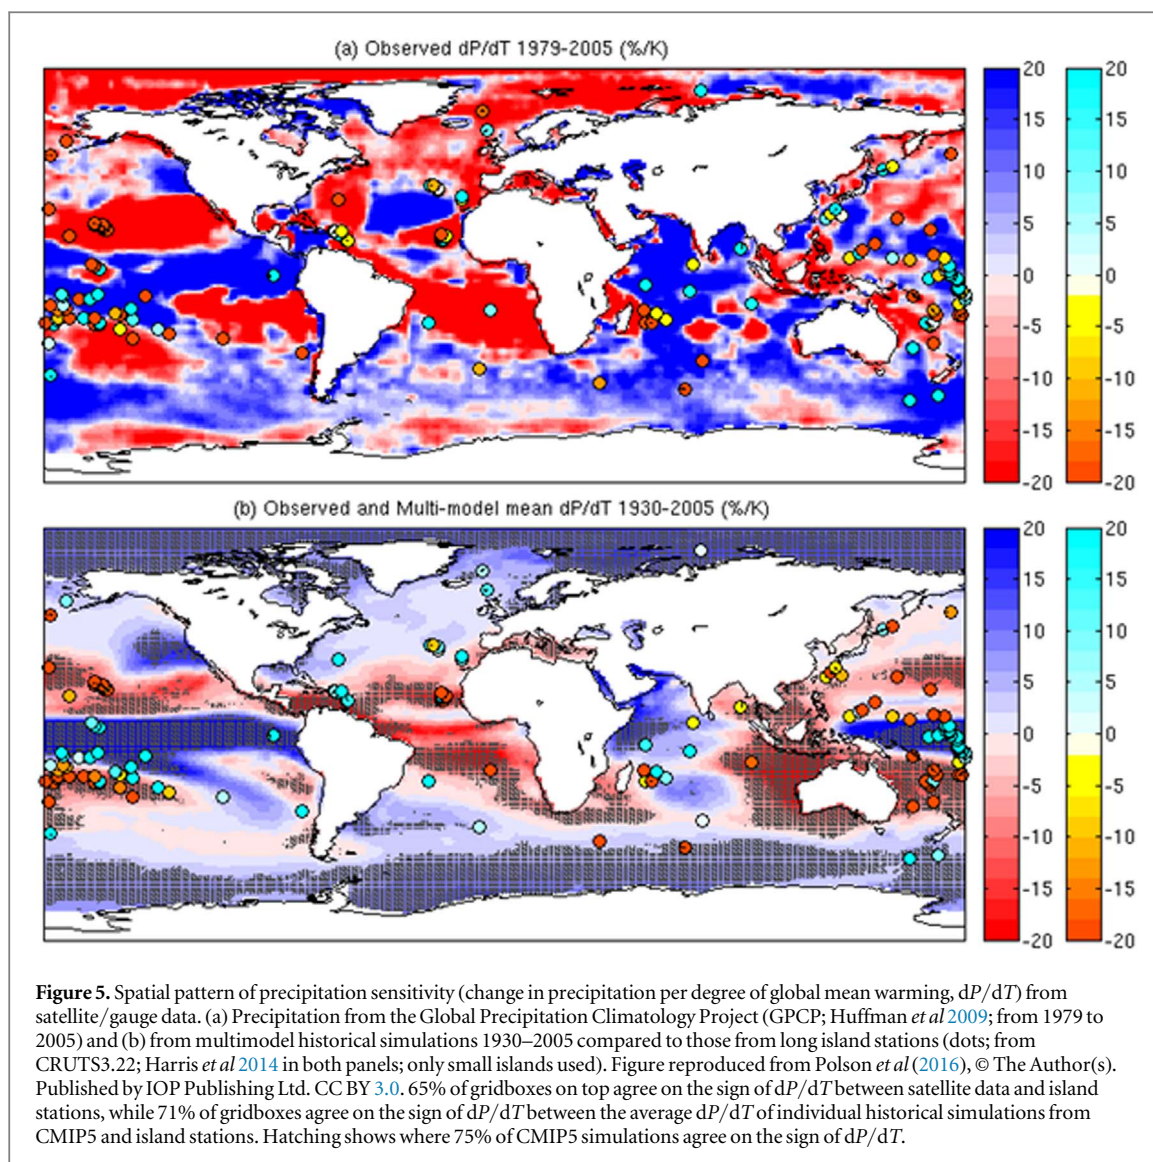 (a) Observed dP/dT 1979-2005 (%/K)
20 20
15 15
10 10
5 5
0 0
-5 -5
-10 -10
-15 -15
-20 -20
(b) Observed and Multi-model mean dP/dT 1930-2005 (%/K)
20 20
15 15
10 10
5 5
0 0
-5 -5
-10 -10
-15 -15
-20 -20
Figure 5. Spatial pattern of precipitation sensitivity (change in precipitation per degree of global mean warming, dP/dT) from
satellite/gauge data. (a) Precipitation from the Global Precipitation Climatology Project (GPCP; Huffman et al 2009; from 1979 to
2005) and (b) from multimodel historical simulations 1930–2005 compared to those from long island stations (dots; from
CRUTS3.22; Harris et al 2014 in both panels; only small islands used). Figure reproduced from Polson et al (2016), © The Author(s).
Published by IOP Publishing Ltd. CC BY 3.0. 65% of gridboxes on top agree on the sign of dP/dT between satellite data and island
stations, while 71% of gridboxes agree on the sign of dP/dT between the average dP/dT of individual historical simulations from
CMIP5 and island stations. Hatching shows where 75% of CMIP5 simulations agree on the sign of dP/dT.